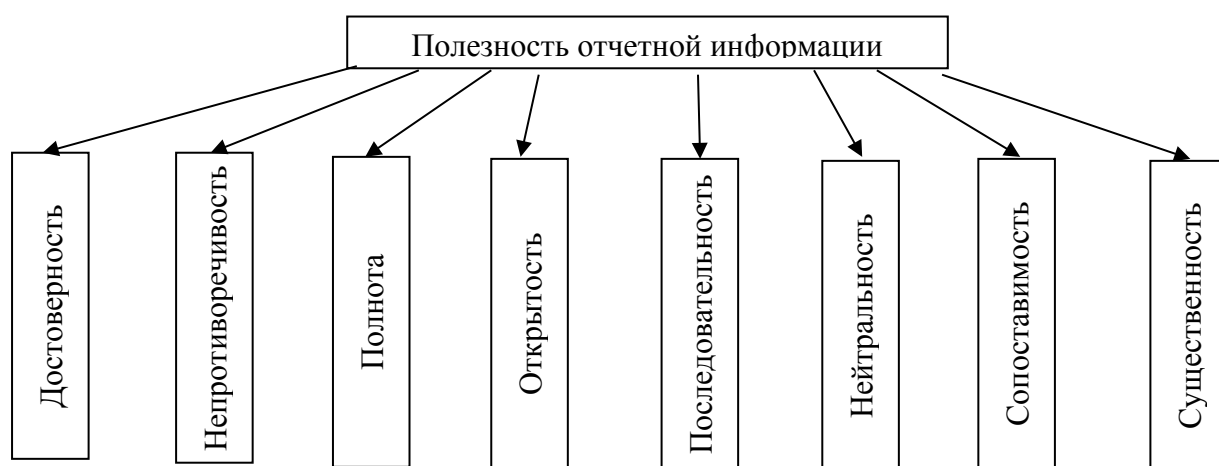 Полезность отчетной информации
Достоверность
Непротиворечивость
Полнота
Открытость
Последовательность
Нейтральность
Сопоставимость
Существенность